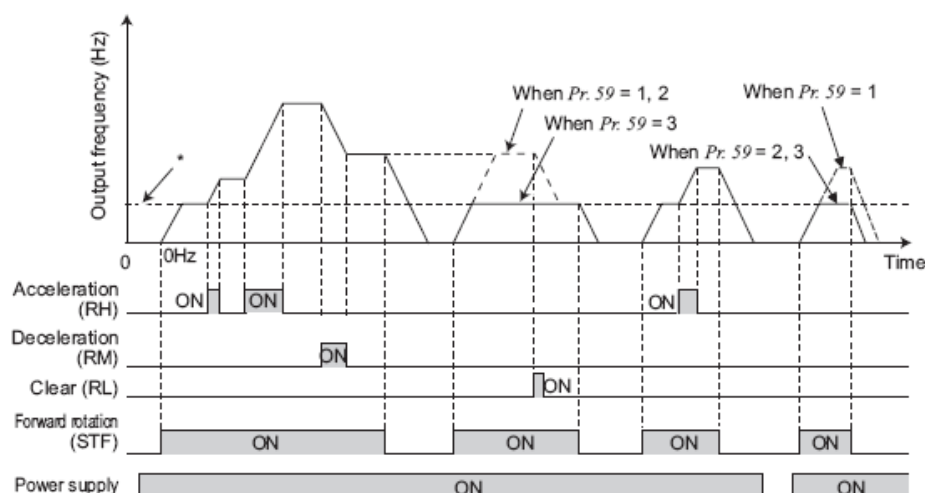 Output frequency (Hz)
*
When Pr. 59 = 1, 2
When Pr. 59 = 3
When Pr. 59 = 1
When Pr. 59 = 2, 3
0
0Hz
Time
Acceleration
(RH)
ON
ON
ON
Deceleration
(RM)
ON
Clear (RL)
ON
Forward rotation
(STF)
ON
ON
ON
ON
Power supply
ON
ON